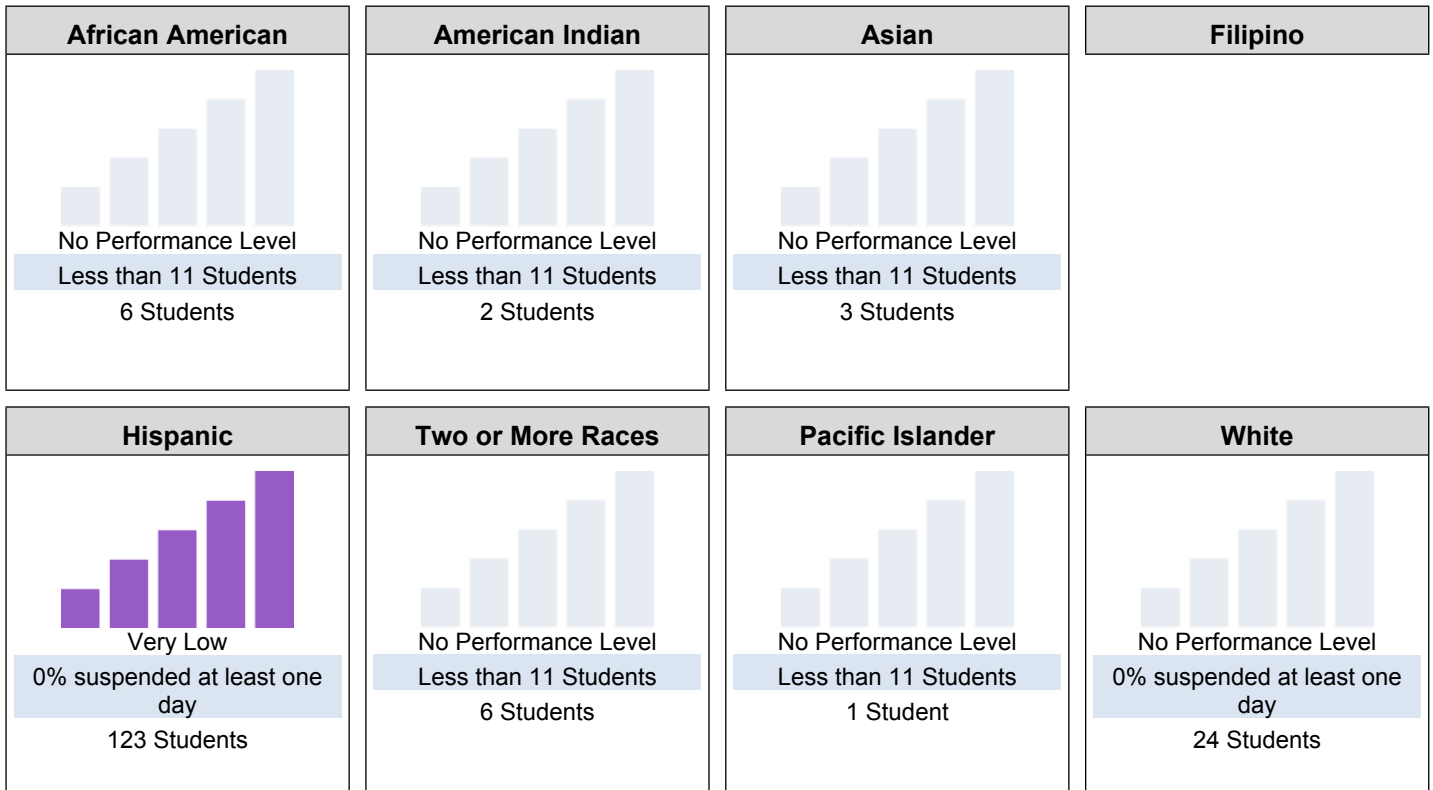 African American
No Performance Level
Less than 11 Students
6 Students
American Indian
No Performance Level
Less than 11 Students
2 Students
Asian
No Performance Level
Less than 11 Students
3 Students
Filipino
Hispanic
Very Low
0% suspended at least one
day
123 Students
Two or More Races
No Performance Level
Less than 11 Students
6 Students
Pacific Islander
No Performance Level
Less than 11 Students
1 Student
White
No Performance Level
0% suspended at least one
day
24 Students